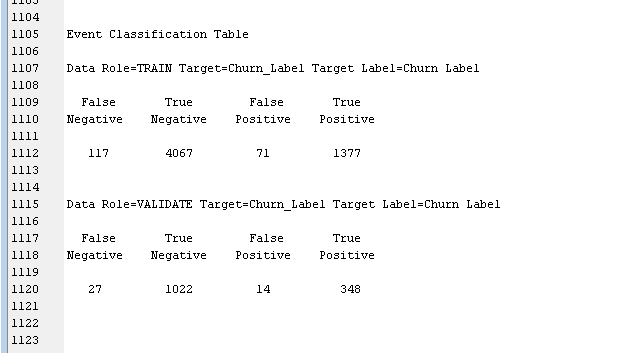 1104
1105 Event Classification Table
1106
1107 Data Role=TRAIN Target=Churn_Label Target Label=Churn Label
1108
1109 False True False True
1110 Negative Negative Positive Positive
1111
1112 117 4067 71 1377
1113
1114
1115 Data Role=VALIDATE Target=Churn_Label Target Label=Churn Label
1116
1117 False True False True
1118 Negative Negative Positive Positive
1119
1120 27 1022 14 348
1121
1122
1123